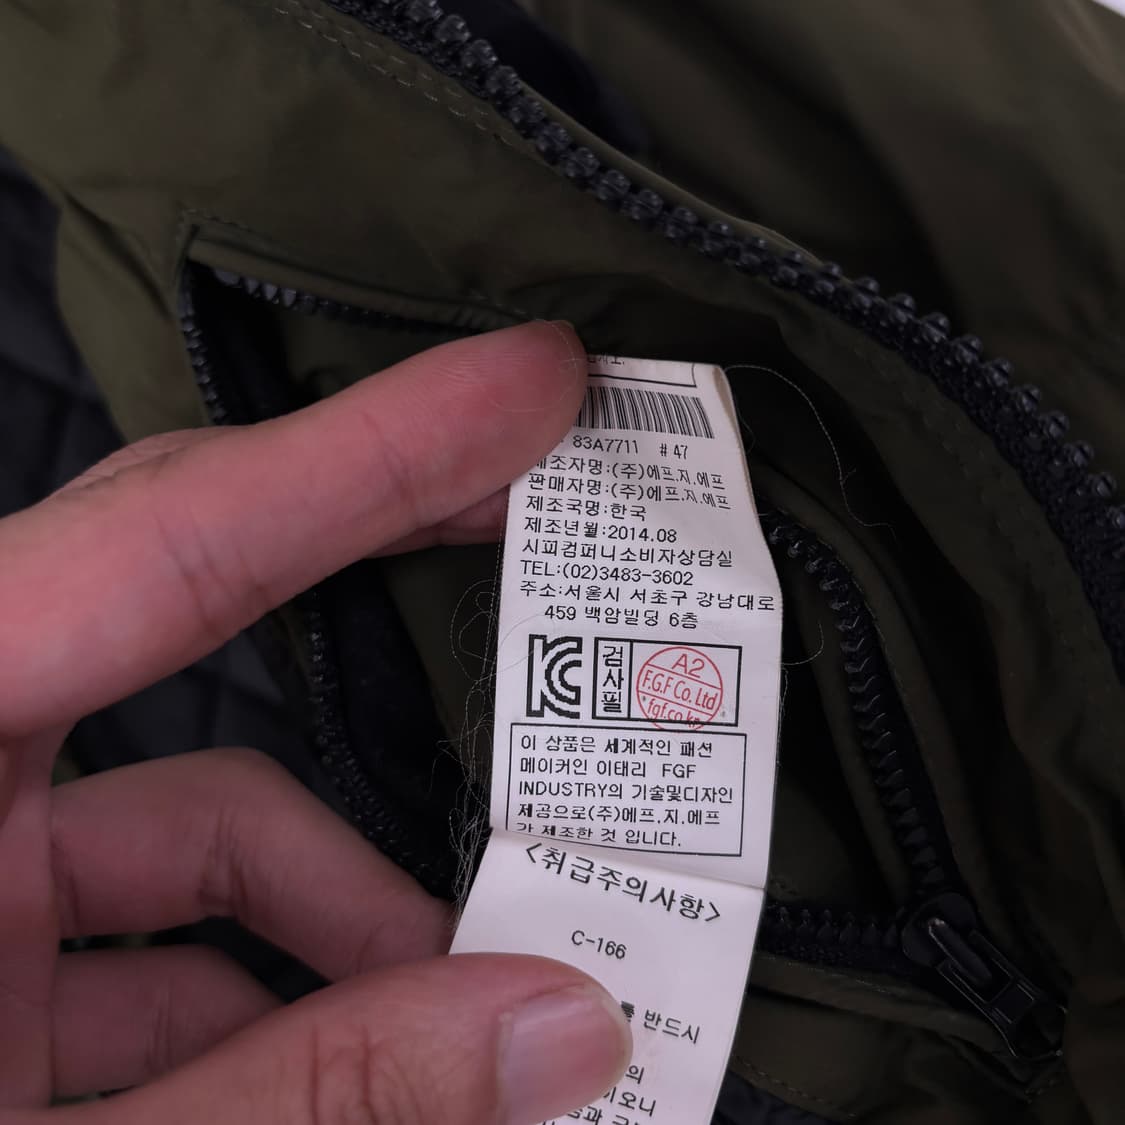 83A7711 #47
제조자명:(주)에프.지.에프
판매자명:(주)에프.지.에프
제조국명:한국
제조년월:2014.08
시피컴퍼니소비자상담실
TEL:(02)3483-3602
주소:서울시 서초구 강남대로
459 백암빌딩 6층
검사필
A2
F.G.F Co. Ltd
*fgf.co.kr*
이 상품은 세계적인 패션
메이커인 이태리 FGF
INDUSTRY의 기술및디자인
제공으로(주)에프.지.에프
가 제조한 것 입니다.
<취급주의사항>
C-166
를 반드시
의
이오니